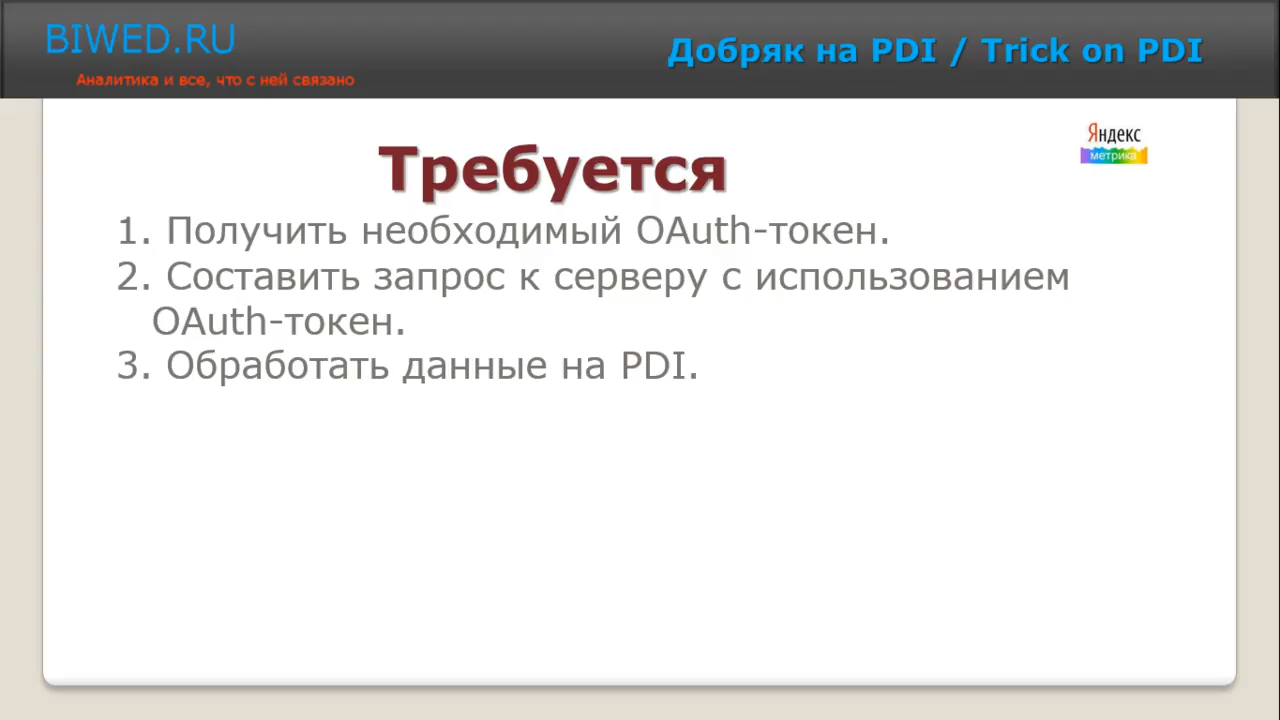 BIWED.RU
Аналитика и все, что с ней связано
Добряк на PDI / Trick on PDI
Яндекс
метрика
Требуется
1. Получить необходимый OAuth-токен.
2. Составить запрос к серверу с использованием
OAuth-токен.
3. Обработать данные на PDI.